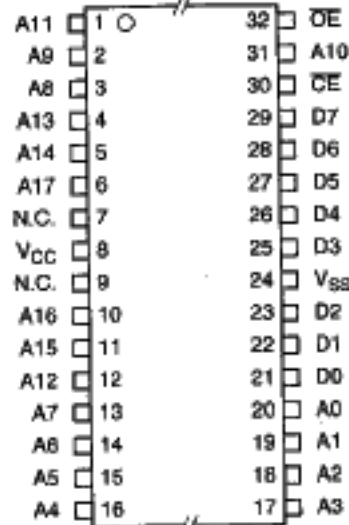 A11 1 32 O̅E̅
A9 2 31 A10
A8 3 30 C̅E̅
A13 4 29 D7
A14 5 28 D6
A17 6 27 D5
N.C. 7 26 D4
VCC 8 25 D3
N.C. 9 24 VSS
A16 10 23 D2
A15 11 22 D1
A12 12 21 D0
A7 13 20 A0
A6 14 19 A1
A5 15 18 A2
A4 16 17 A3